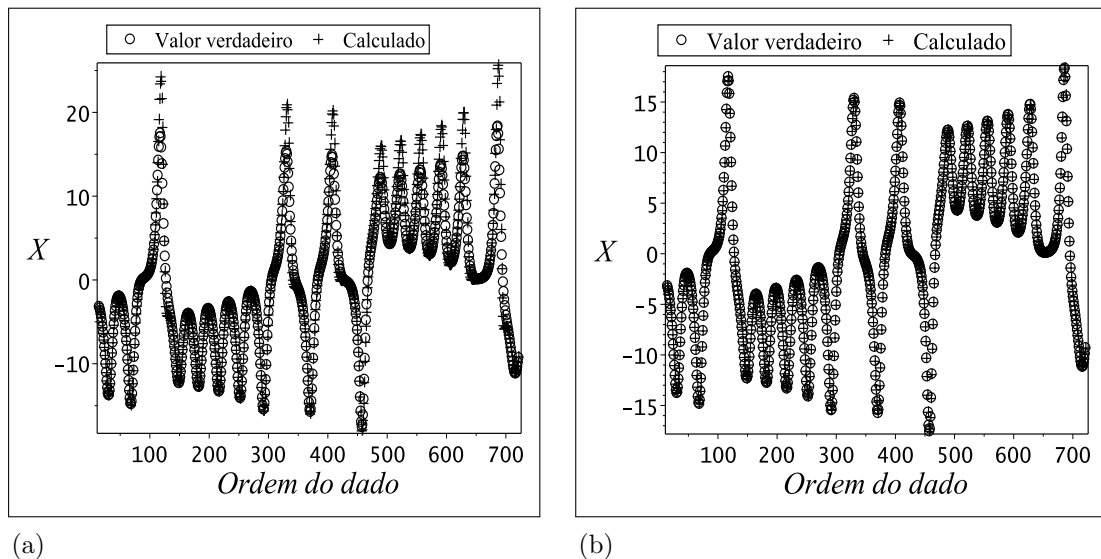 ○ Valor verdadeiro + Calculado
20
10
X
0
−10
100 200 300 400 500 600 700
Ordem do dado
(a)
○ Valor verdadeiro + Calculado
15
10
5
X
0
−5
−10
−15
100 200 300 400 500 600 700
Ordem do dado
(b)